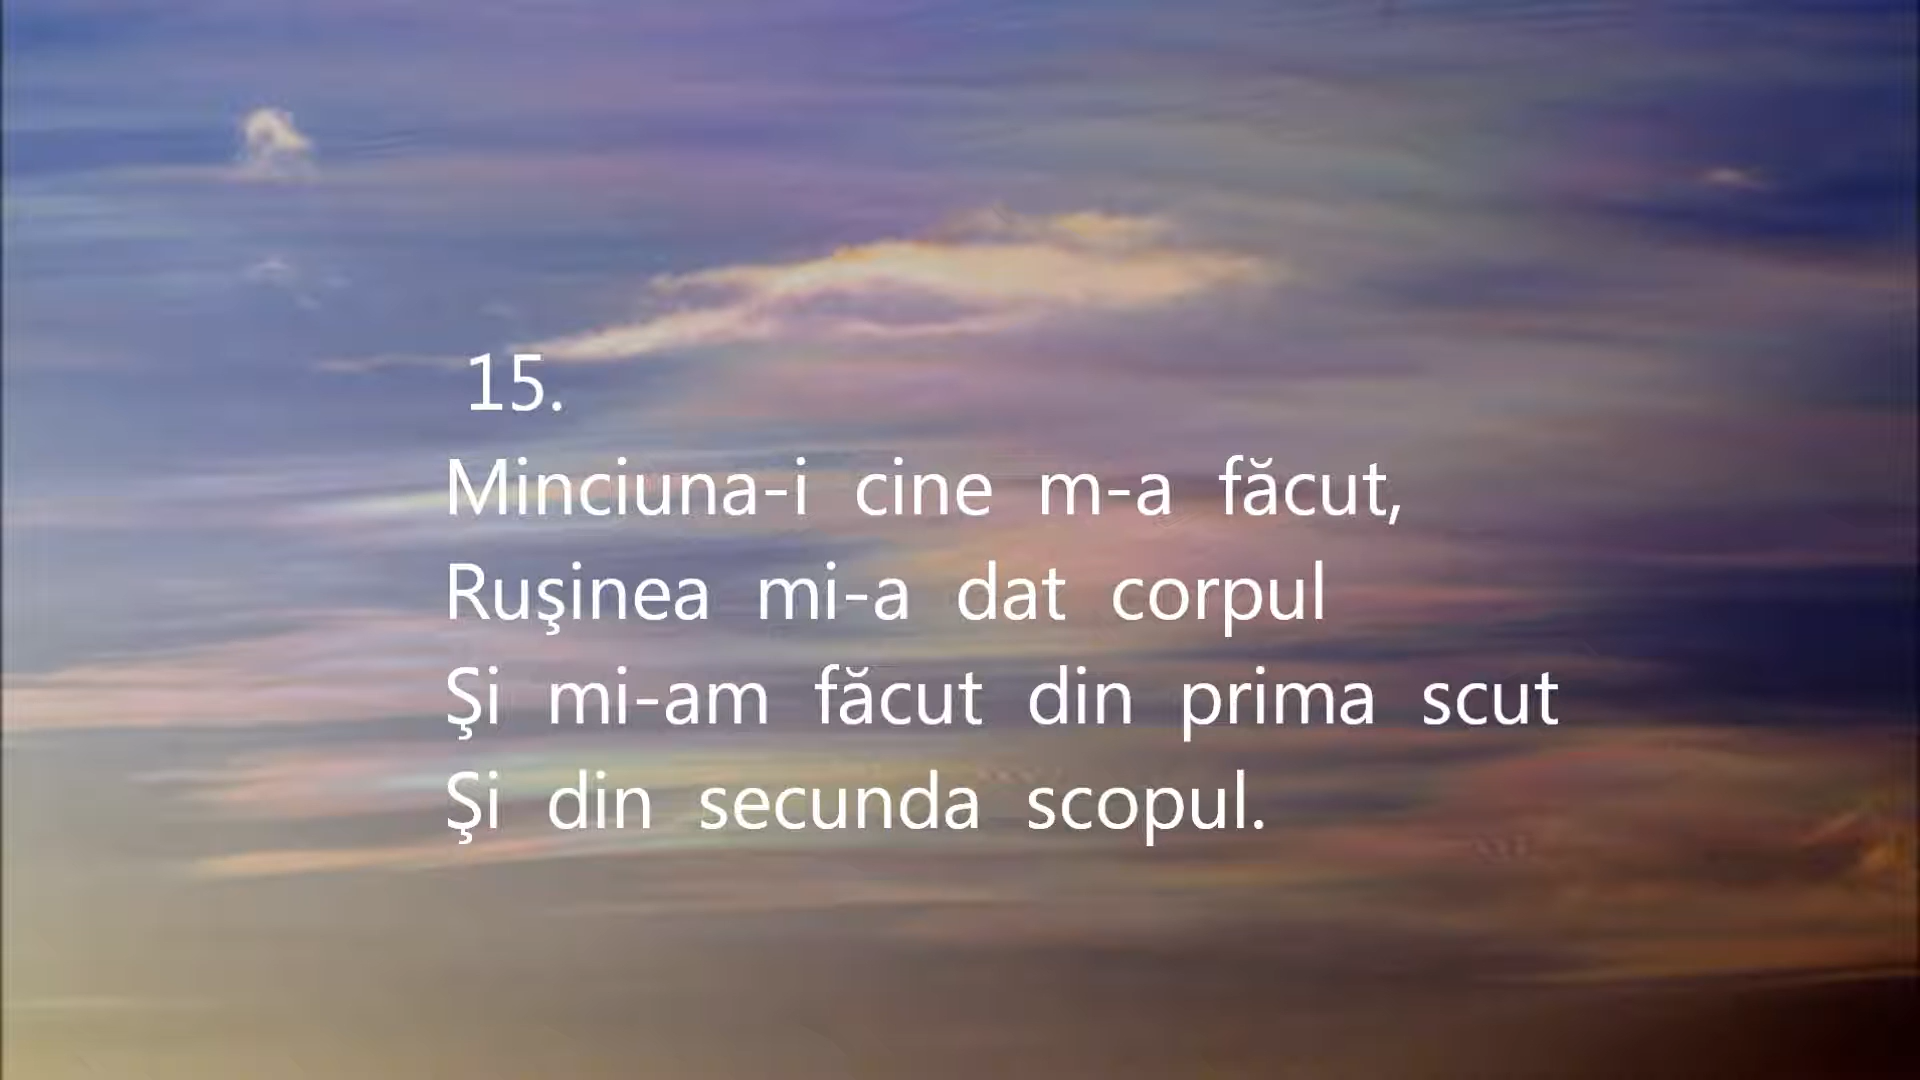 15.
Minciuna-i cine m-a făcut,
Ruşinea mi-a dat corpul
Şi mi-am făcut din prima scut
Şi din secunda scopul.